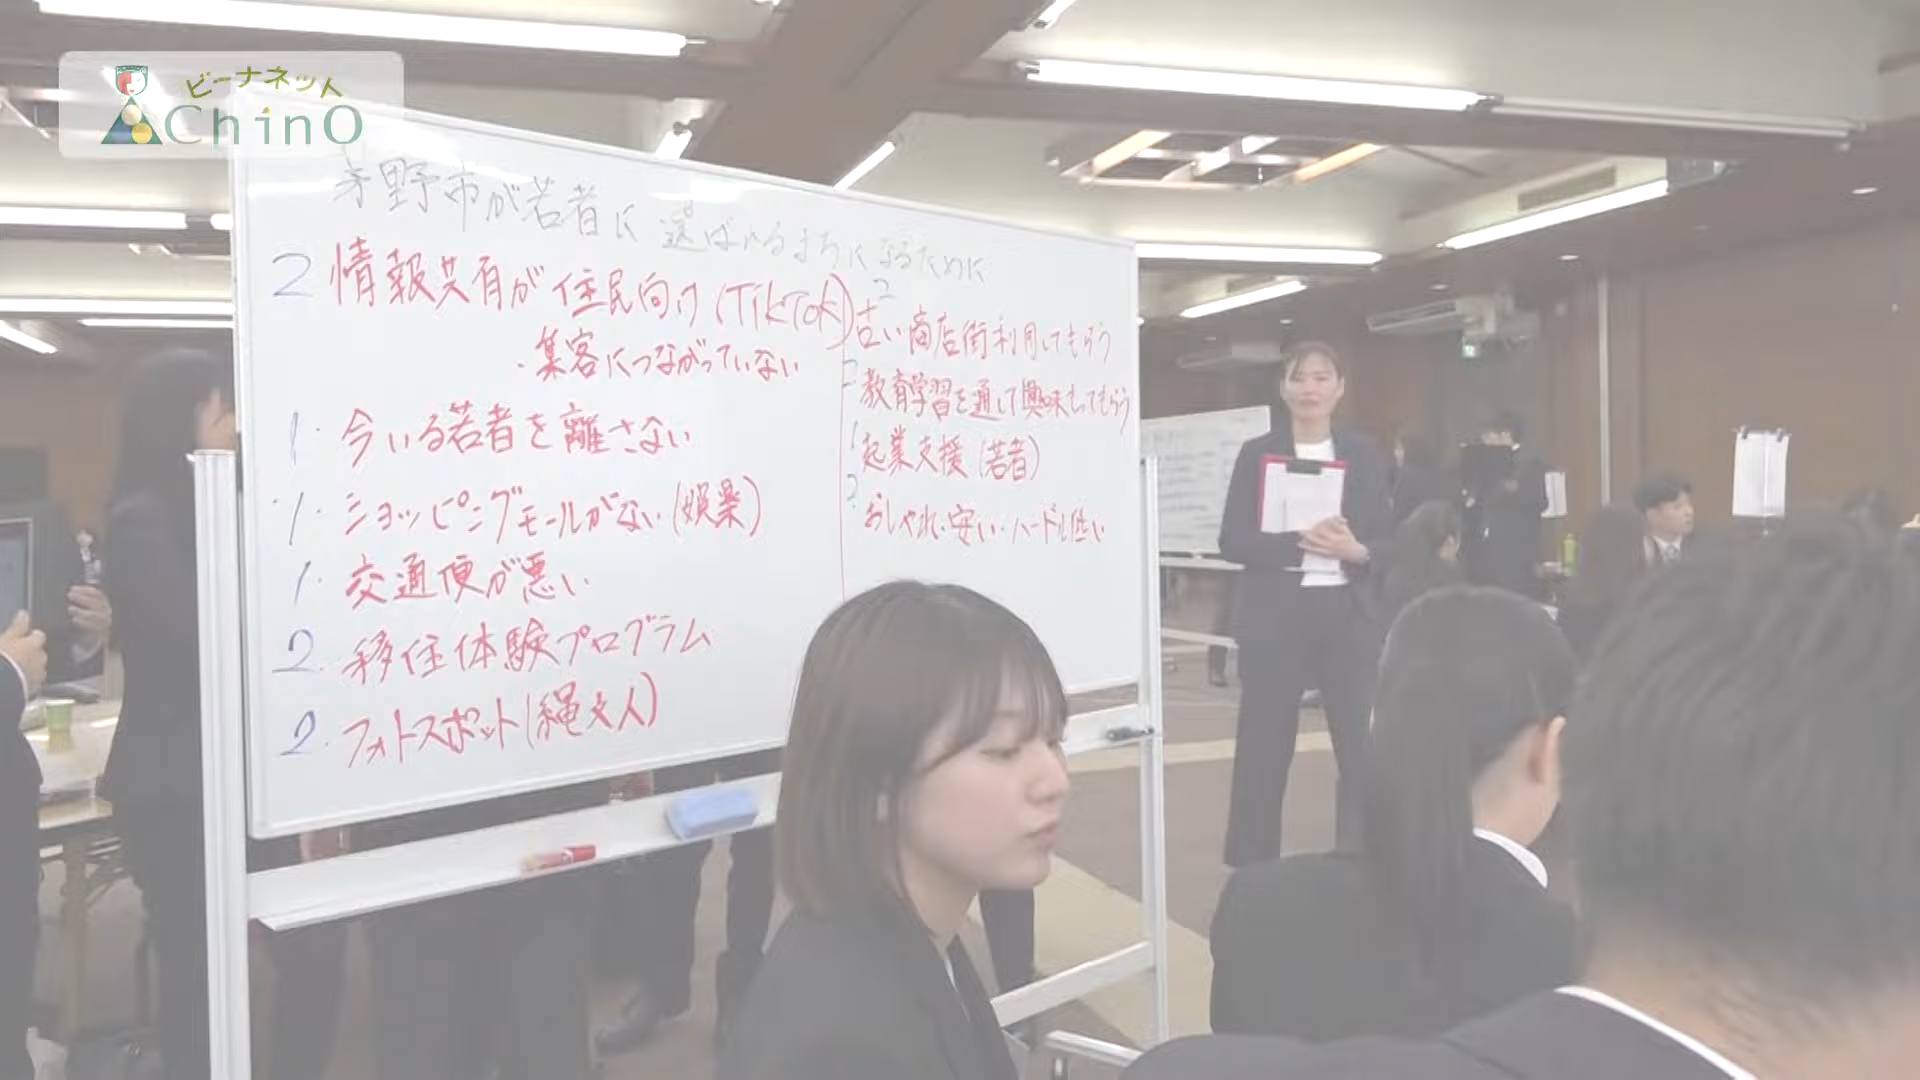 ビーナネット
ChinO
茅野市が若者に選ばれるまちになるために
2 情報共有が住民向け(TikTok)
・集客につながっていない
1. 今いる若者を離さない
1. ショッピングモールがない(娯楽)
1. 交通便が悪い
2. 移住体験プログラム
2. フォトスポット(縄文人)
2 古い商店街利用してもらう
2 教育学習を通して興味もってもらう
1 起業支援(若者)
2 おしゃれ・安い・ハードル低い